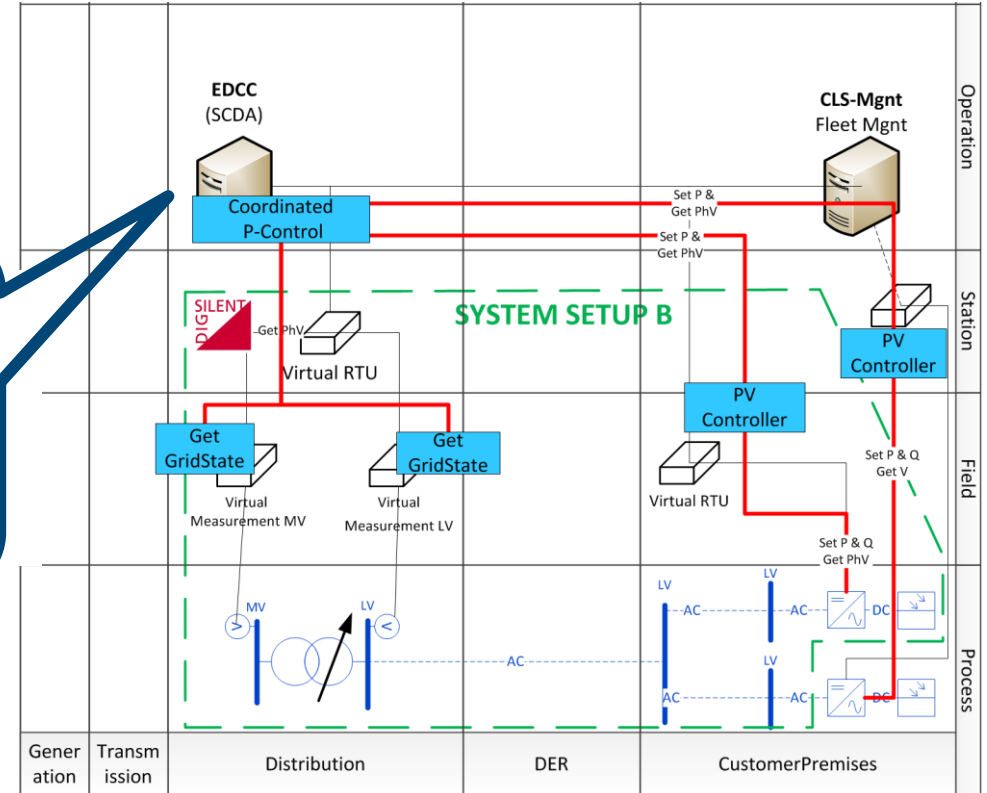 EDCC
(SCDA)
CLS-Mgnt
Fleet Mgnt
Operation
Coordinated
P-Control
Set P &
Get PhV
Set P &
Get PhV
DIG
SILENT
Get PhV
Virtual RTU
SYSTEM SETUP B
PV
Controller
Station
Get
GridState
Get
GridState
PV
Controller
Virtual
Measurement MV
Virtual
Measurement LV
Virtual RTU
Set P & Q
Get V
Field
Set P & Q
Get PhV
MV
LV
V
V
AC
LV
LV
AC
AC
DC
LV
AC
AC
DC
Process
Gener
ation
Transm
ission
Distribution
DER
CustomerPremises